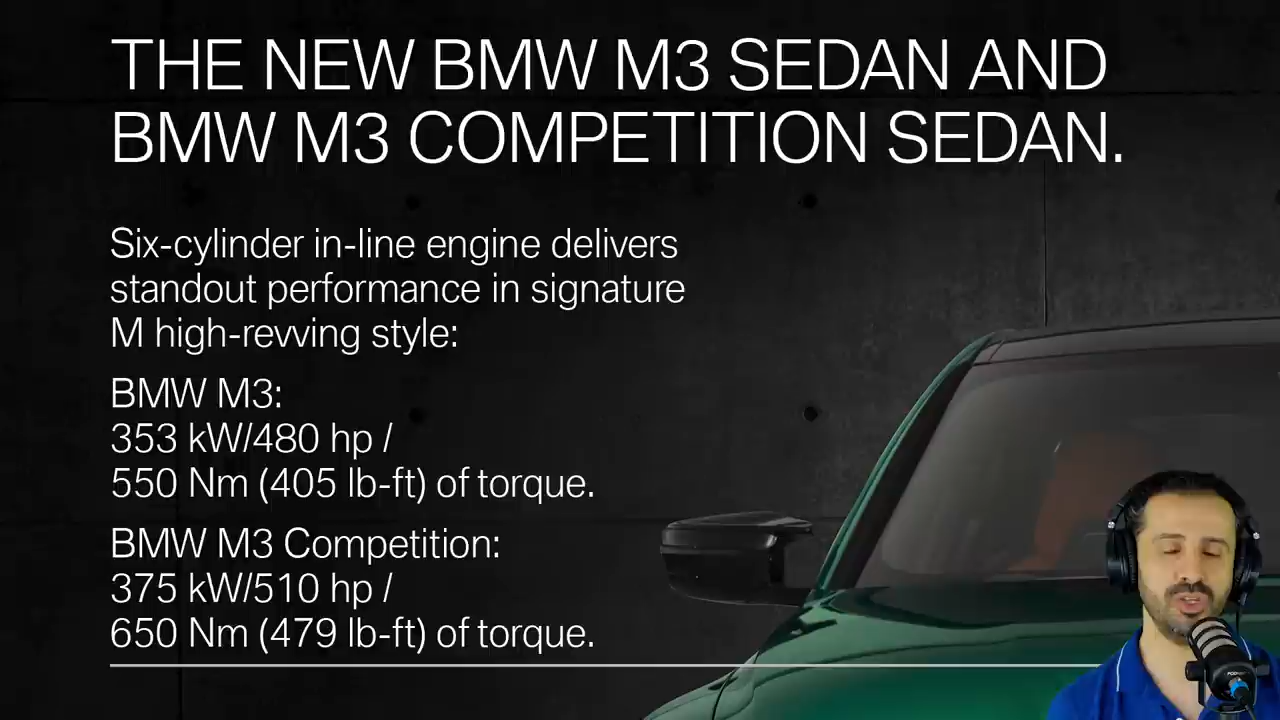 THE NEW BMW M3 SEDAN AND
BMW M3 COMPETITION SEDAN.
Six-cylinder in-line engine delivers
standout performance in signature
M high-revving style:
BMW M3:
353 kW/480 hp /
550 Nm (405 lb-ft) of torque.
BMW M3 Competition:
375 kW/510 hp /
650 Nm (479 lb-ft) of torque.